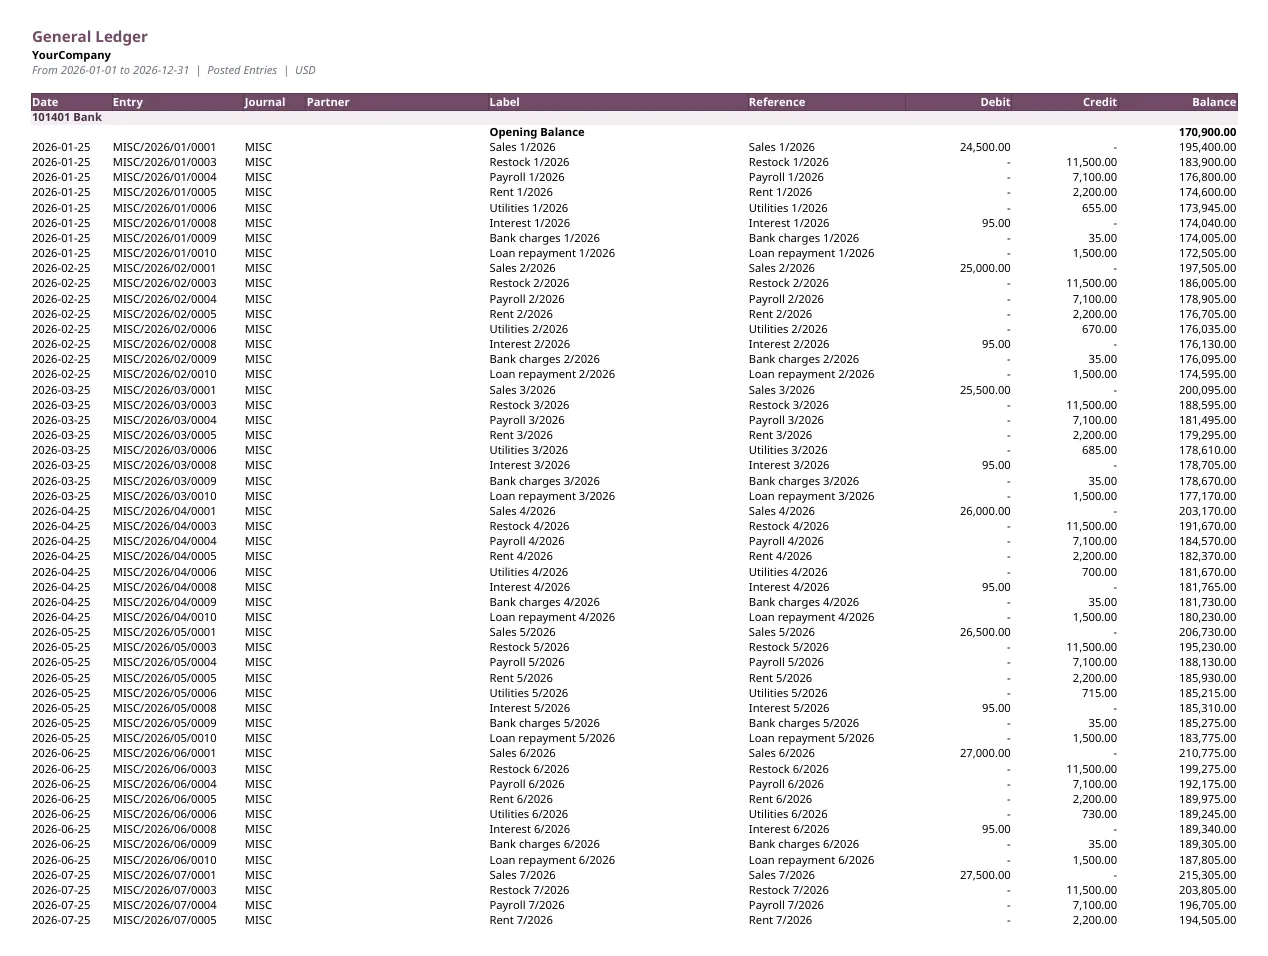 General Ledger
YourCompany
From 2026-01-01 to 2026-12-31 | Posted Entries | USD
Date Entry Journal Partner Label Reference Debit Credit Balance
101401 Bank
Opening Balance 170,900.00
2026-01-25 MISC/2026/01/0001 MISC Sales 1/2026 Sales 1/2026 24,500.00 - 195,400.00
2026-01-25 MISC/2026/01/0003 MISC Restock 1/2026 Restock 1/2026 - 11,500.00 183,900.00
2026-01-25 MISC/2026/01/0004 MISC Payroll 1/2026 Payroll 1/2026 - 7,100.00 176,800.00
2026-01-25 MISC/2026/01/0005 MISC Rent 1/2026 Rent 1/2026 - 2,200.00 174,600.00
2026-01-25 MISC/2026/01/0006 MISC Utilities 1/2026 Utilities 1/2026 - 655.00 173,945.00
2026-01-25 MISC/2026/01/0008 MISC Interest 1/2026 Interest 1/2026 95.00 - 174,040.00
2026-01-25 MISC/2026/01/0009 MISC Bank charges 1/2026 Bank charges 1/2026 - 35.00 174,005.00
2026-01-25 MISC/2026/01/0010 MISC Loan repayment 1/2026 Loan repayment 1/2026 - 1,500.00 172,505.00
2026-02-25 MISC/2026/02/0001 MISC Sales 2/2026 Sales 2/2026 25,000.00 - 197,505.00
2026-02-25 MISC/2026/02/0003 MISC Restock 2/2026 Restock 2/2026 - 11,500.00 186,005.00
2026-02-25 MISC/2026/02/0004 MISC Payroll 2/2026 Payroll 2/2026 - 7,100.00 178,905.00
2026-02-25 MISC/2026/02/0005 MISC Rent 2/2026 Rent 2/2026 - 2,200.00 176,705.00
2026-02-25 MISC/2026/02/0006 MISC Utilities 2/2026 Utilities 2/2026 - 670.00 176,035.00
2026-02-25 MISC/2026/02/0008 MISC Interest 2/2026 Interest 2/2026 95.00 - 176,130.00
2026-02-25 MISC/2026/02/0009 MISC Bank charges 2/2026 Bank charges 2/2026 - 35.00 176,095.00
2026-02-25 MISC/2026/02/0010 MISC Loan repayment 2/2026 Loan repayment 2/2026 - 1,500.00 174,595.00
2026-03-25 MISC/2026/03/0001 MISC Sales 3/2026 Sales 3/2026 25,500.00 - 200,095.00
2026-03-25 MISC/2026/03/0003 MISC Restock 3/2026 Restock 3/2026 - 11,500.00 188,595.00
2026-03-25 MISC/2026/03/0004 MISC Payroll 3/2026 Payroll 3/2026 - 7,100.00 181,495.00
2026-03-25 MISC/2026/03/0005 MISC Rent 3/2026 Rent 3/2026 - 2,200.00 179,295.00
2026-03-25 MISC/2026/03/0006 MISC Utilities 3/2026 Utilities 3/2026 - 685.00 178,610.00
2026-03-25 MISC/2026/03/0008 MISC Interest 3/2026 Interest 3/2026 95.00 - 178,705.00
2026-03-25 MISC/2026/03/0009 MISC Bank charges 3/2026 Bank charges 3/2026 - 35.00 178,670.00
2026-03-25 MISC/2026/03/0010 MISC Loan repayment 3/2026 Loan repayment 3/2026 - 1,500.00 177,170.00
2026-04-25 MISC/2026/04/0001 MISC Sales 4/2026 Sales 4/2026 26,000.00 - 203,170.00
2026-04-25 MISC/2026/04/0003 MISC Restock 4/2026 Restock 4/2026 - 11,500.00 191,670.00
2026-04-25 MISC/2026/04/0004 MISC Payroll 4/2026 Payroll 4/2026 - 7,100.00 184,570.00
2026-04-25 MISC/2026/04/0005 MISC Rent 4/2026 Rent 4/2026 - 2,200.00 182,370.00
2026-04-25 MISC/2026/04/0006 MISC Utilities 4/2026 Utilities 4/2026 - 700.00 181,670.00
2026-04-25 MISC/2026/04/0008 MISC Interest 4/2026 Interest 4/2026 95.00 - 181,765.00
2026-04-25 MISC/2026/04/0009 MISC Bank charges 4/2026 Bank charges 4/2026 - 35.00 181,730.00
2026-04-25 MISC/2026/04/0010 MISC Loan repayment 4/2026 Loan repayment 4/2026 - 1,500.00 180,230.00
2026-05-25 MISC/2026/05/0001 MISC Sales 5/2026 Sales 5/2026 26,500.00 - 206,730.00
2026-05-25 MISC/2026/05/0003 MISC Restock 5/2026 Restock 5/2026 - 11,500.00 195,230.00
2026-05-25 MISC/2026/05/0004 MISC Payroll 5/2026 Payroll 5/2026 - 7,100.00 188,130.00
2026-05-25 MISC/2026/05/0005 MISC Rent 5/2026 Rent 5/2026 - 2,200.00 185,930.00
2026-05-25 MISC/2026/05/0006 MISC Utilities 5/2026 Utilities 5/2026 - 715.00 185,215.00
2026-05-25 MISC/2026/05/0008 MISC Interest 5/2026 Interest 5/2026 95.00 - 185,310.00
2026-05-25 MISC/2026/05/0009 MISC Bank charges 5/2026 Bank charges 5/2026 - 35.00 185,275.00
2026-05-25 MISC/2026/05/0010 MISC Loan repayment 5/2026 Loan repayment 5/2026 - 1,500.00 183,775.00
2026-06-25 MISC/2026/06/0001 MISC Sales 6/2026 Sales 6/2026 27,000.00 - 210,775.00
2026-06-25 MISC/2026/06/0003 MISC Restock 6/2026 Restock 6/2026 - 11,500.00 199,275.00
2026-06-25 MISC/2026/06/0004 MISC Payroll 6/2026 Payroll 6/2026 - 7,100.00 192,175.00
2026-06-25 MISC/2026/06/0005 MISC Rent 6/2026 Rent 6/2026 - 2,200.00 189,975.00
2026-06-25 MISC/2026/06/0006 MISC Utilities 6/2026 Utilities 6/2026 - 730.00 189,245.00
2026-06-25 MISC/2026/06/0008 MISC Interest 6/2026 Interest 6/2026 95.00 - 189,340.00
2026-06-25 MISC/2026/06/0009 MISC Bank charges 6/2026 Bank charges 6/2026 - 35.00 189,305.00
2026-06-25 MISC/2026/06/0010 MISC Loan repayment 6/2026 Loan repayment 6/2026 - 1,500.00 187,805.00
2026-07-25 MISC/2026/07/0001 MISC Sales 7/2026 Sales 7/2026 27,500.00 - 215,305.00
2026-07-25 MISC/2026/07/0003 MISC Restock 7/2026 Restock 7/2026 - 11,500.00 203,805.00
2026-07-25 MISC/2026/07/0004 MISC Payroll 7/2026 Payroll 7/2026 - 7,100.00 196,705.00
2026-07-25 MISC/2026/07/0005 MISC Rent 7/2026 Rent 7/2026 - 2,200.00 194,505.00